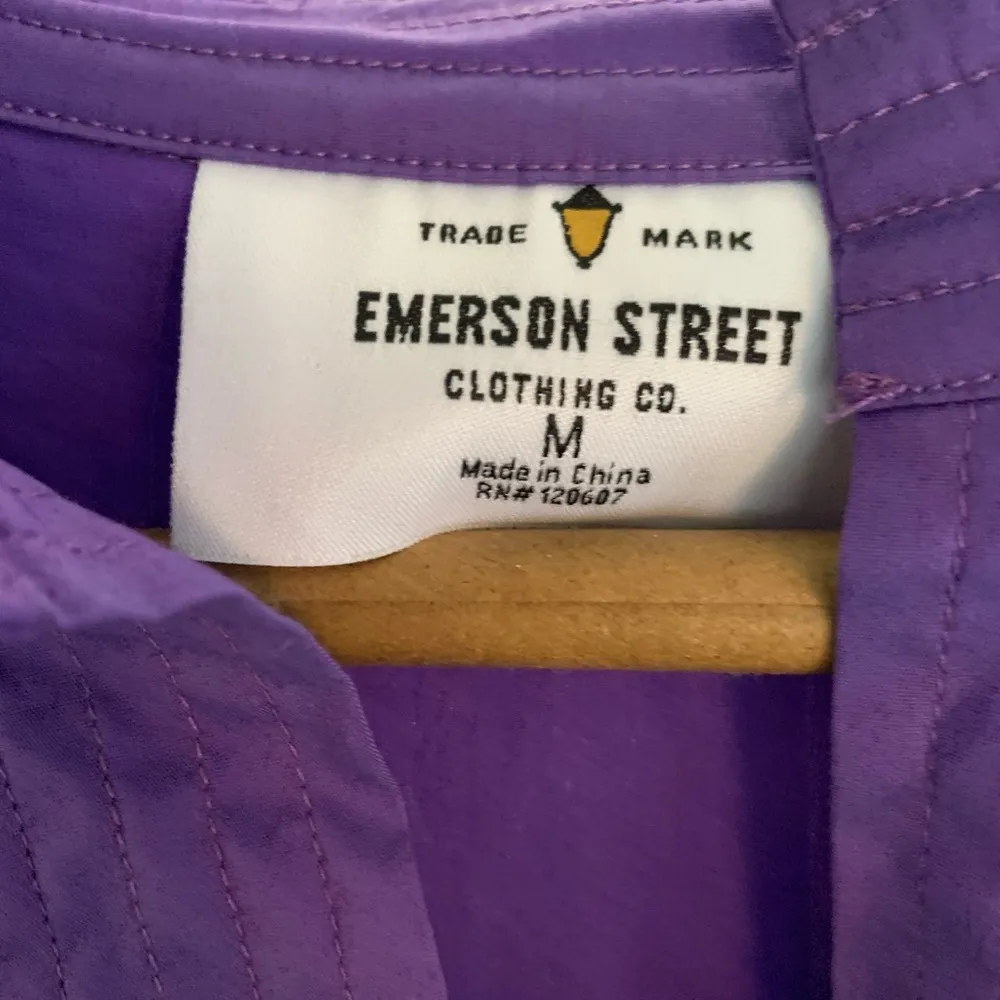 TRADE MARK
EMERSON STREET
CLOTHING CO.
M
Made in China
RN# 120607